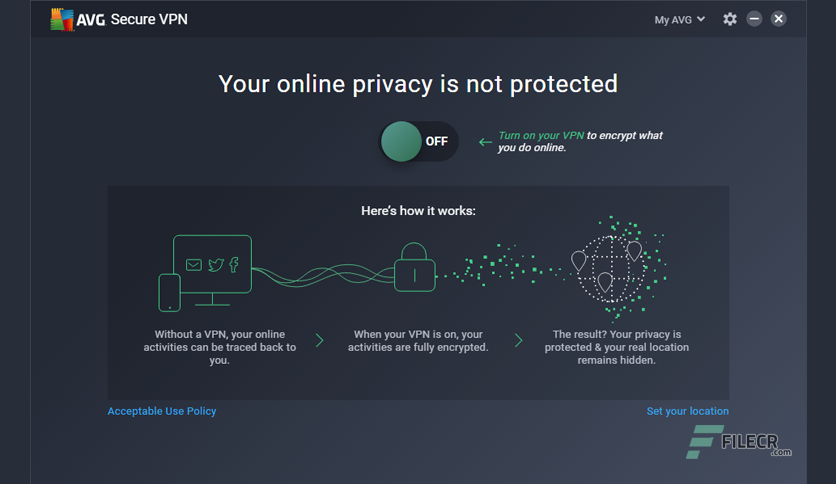 AVG Secure VPN
My AVG
Your online privacy is not protected
OFF
Turn on your VPN to encrypt what
you do online.
Here's how it works:
Without a VPN, your online
activities can be traced back to
you.
When your VPN is on, your
activities are fully encrypted.
The result? Your privacy is
protected & your real location
remains hidden.
Acceptable Use Policy
Set your location
FILECR
.com